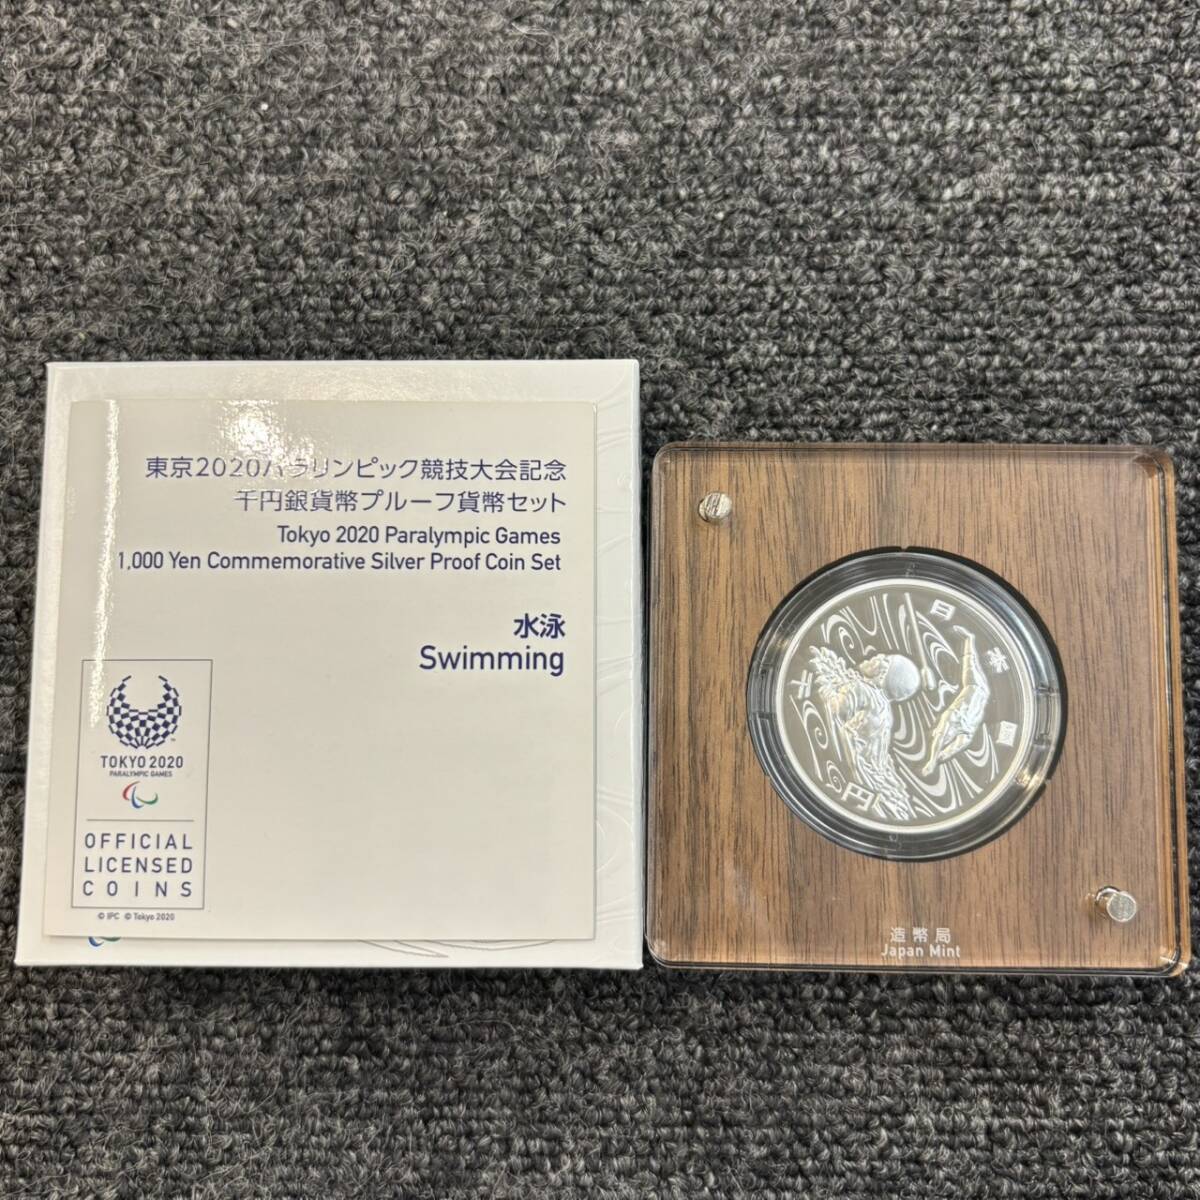 東京2020パラリンピック競技大会記念
千円銀貨幣プルーフ貨幣セット
Tokyo 2020 Paralympic Games
1,000 Yen Commemorative Silver Proof Coin Set
水泳
Swimming
TOKYO 2020
PARALYMPIC GAMES
OFFICIAL
LICENSED
COINS
© IPC © Tokyo 2020
日本国
千円
造幣局
Japan Mint